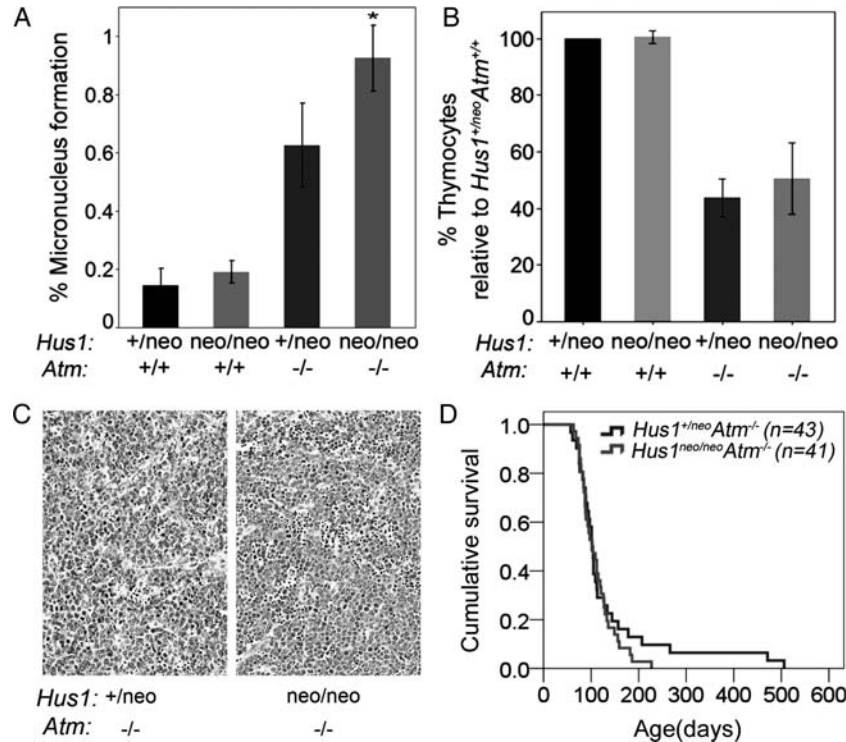 A
% Micronucleus formation
1
0.8
0.6
0.4
0.2
0
*
Hus1: +/neo neo/neo +/neo neo/neo
Atm: +/+ +/+ -/- -/-
B
% Thymocytes
relative to Hus1+/neoAtm+/+
100
80
60
40
20
0
Hus1: +/neo neo/neo +/neo neo/neo
Atm: +/+ +/+ -/- -/-
C
Hus1: +/neo neo/neo
Atm: -/- -/-
D
Cumulative survival
1.0
0.8
0.6
0.4
0.2
0.0
Hus1+/neoAtm-/- (n=43)
Hus1neo/neoAtm-/- (n=41)
0 100 200 300 400 500 600
Age(days)